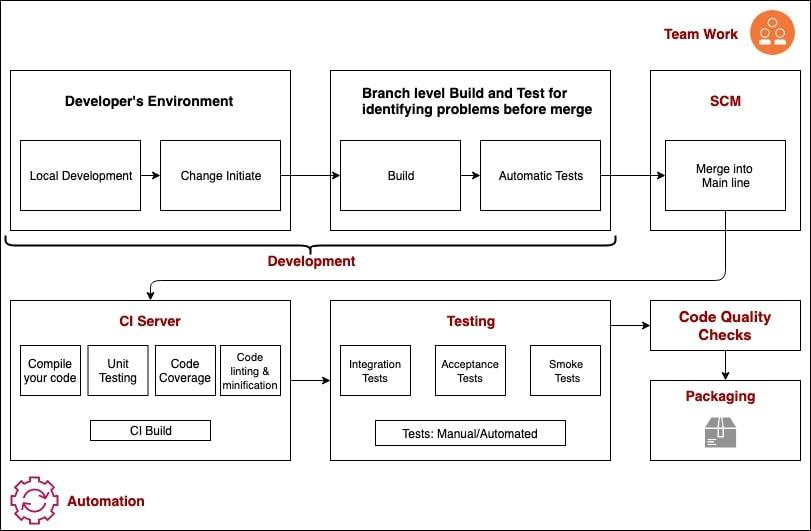 Team Work
Developer's Environment
Local Development
Change Initiate
Branch level Build and Test for
identifying problems before merge
Build
Automatic Tests
SCM
Merge into
Main line
Development
CI Server
Compile
your code
Unit
Testing
Code
Coverage
Code
linting &
minification
CI Build
Testing
Integration
Tests
Acceptance
Tests
Smoke
Tests
Tests: Manual/Automated
Code Quality
Checks
Packaging
Automation